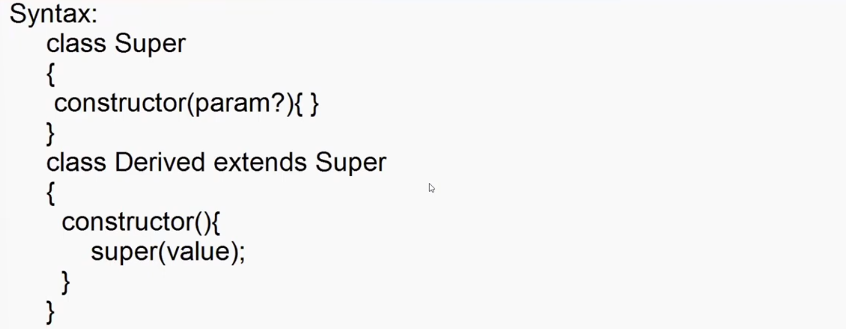 Syntax:
class Super
{
constructor(param?){ }
}
class Derived extends Super
{
constructor(){
super(value);
}
}